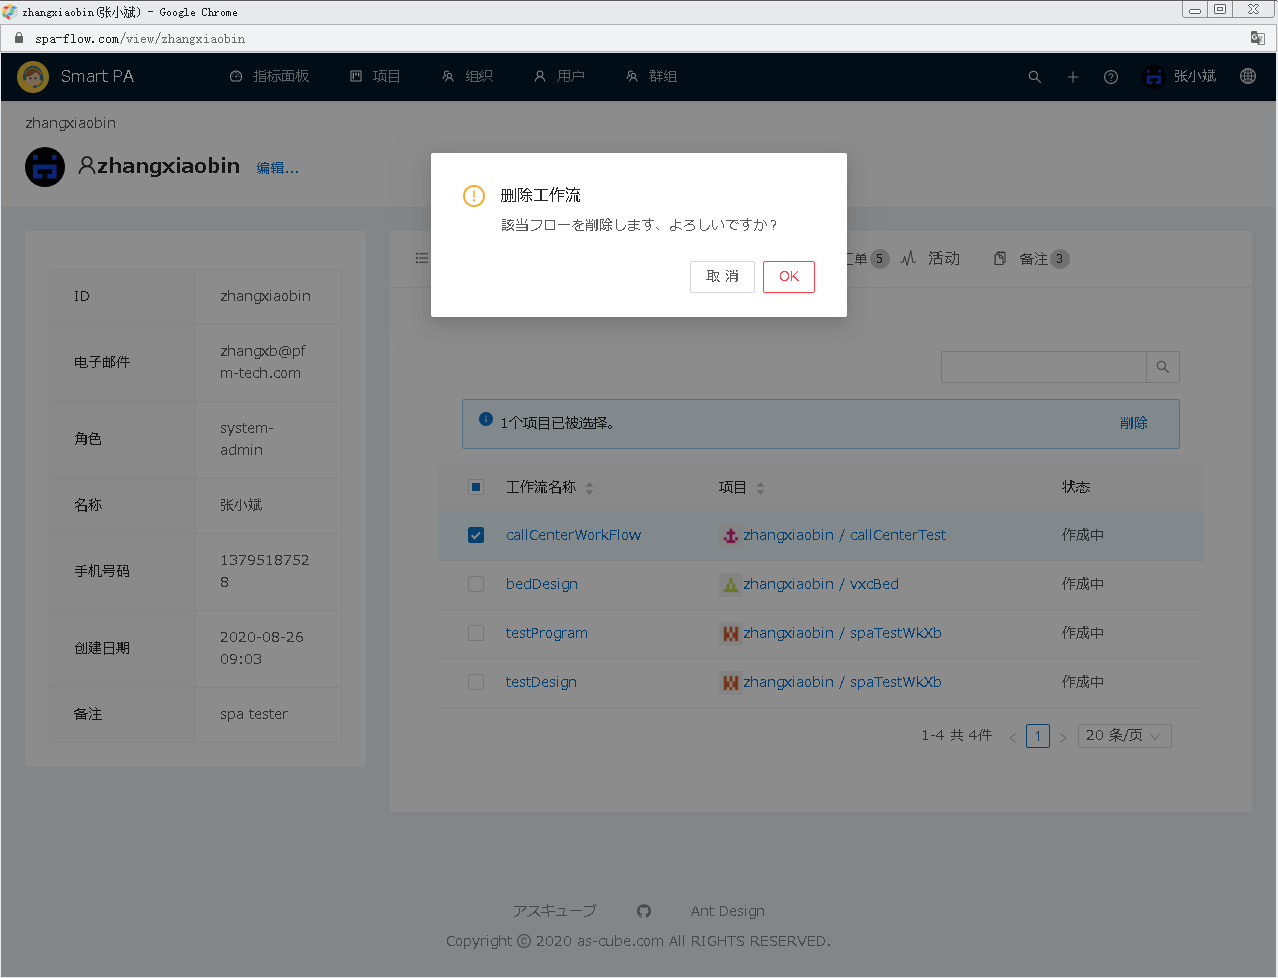 zhangxiaobin(张小斌) - Google Chrome
spa-flow.com/view/zhangxiaobin
Smart PA 指标面板 项目 组织 用户 群组 张小斌
zhangxiaobin
zhangxiaobin 编辑...
删除工作流
該当フローを削除します、よろしいですか？
取 消 OK
工单 5 活动 备注 3
ID zhangxiaobin
电子邮件 zhangxb@pf
m-tech.com
角色 system-
admin
名称 张小斌
手机号码 1379518752
8
创建日期 2020-08-26
09:03
备注 spa tester
1个项目已被选择。 削除
工作流名称 项目 状态
callCenterWorkFlow zhangxiaobin / callCenterTest 作成中
bedDesign zhangxiaobin / vxcBed 作成中
testProgram zhangxiaobin / spaTestWkXb 作成中
testDesign zhangxiaobin / spaTestWkXb 作成中
1-4 共 4件 < 1 > 20 条/页
アスキューブ Ant Design
Copyright © 2020 as-cube.com All RIGHTS RESERVED.